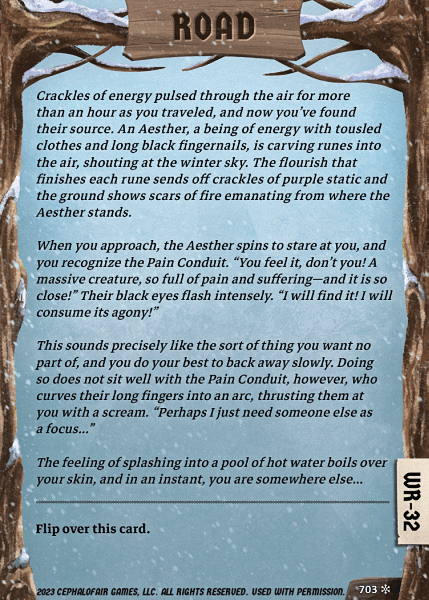 ROAD
Crackles of energy pulsed through the air for more
than an hour as you traveled, and now you've found
their source. An Aesther, a being of energy with tousled
clothes and long black fingernails, is carving runes into
the air, shouting at the winter sky. The flourish that
finishes each rune sends off crackles of purple static and
the ground shows scars of fire emanating from where the
Aesther stands.
When you approach, the Aesther spins to stare at you, and
you recognize the Pain Conduit. “You feel it, don't you! A
massive creature, so full of pain and suffering—and it is so
close!” Their black eyes flash intensely. “I will find it! I will
consume its agony!”
This sounds precisely like the sort of thing you want no
part of, and you do your best to back away slowly. Doing
so does not sit well with the Pain Conduit, however, who
curves their long fingers into an arc, thrusting them at
you with a scream. “Perhaps I just need someone else as
a focus...”
The feeling of splashing into a pool of hot water boils over
your skin, and in an instant, you are somewhere else...
Flip over this card.
WR-32
2023 CEPHALOFAIR GAMES, LLC. ALL RIGHTS RESERVED. USED WITH PERMISSION.
703